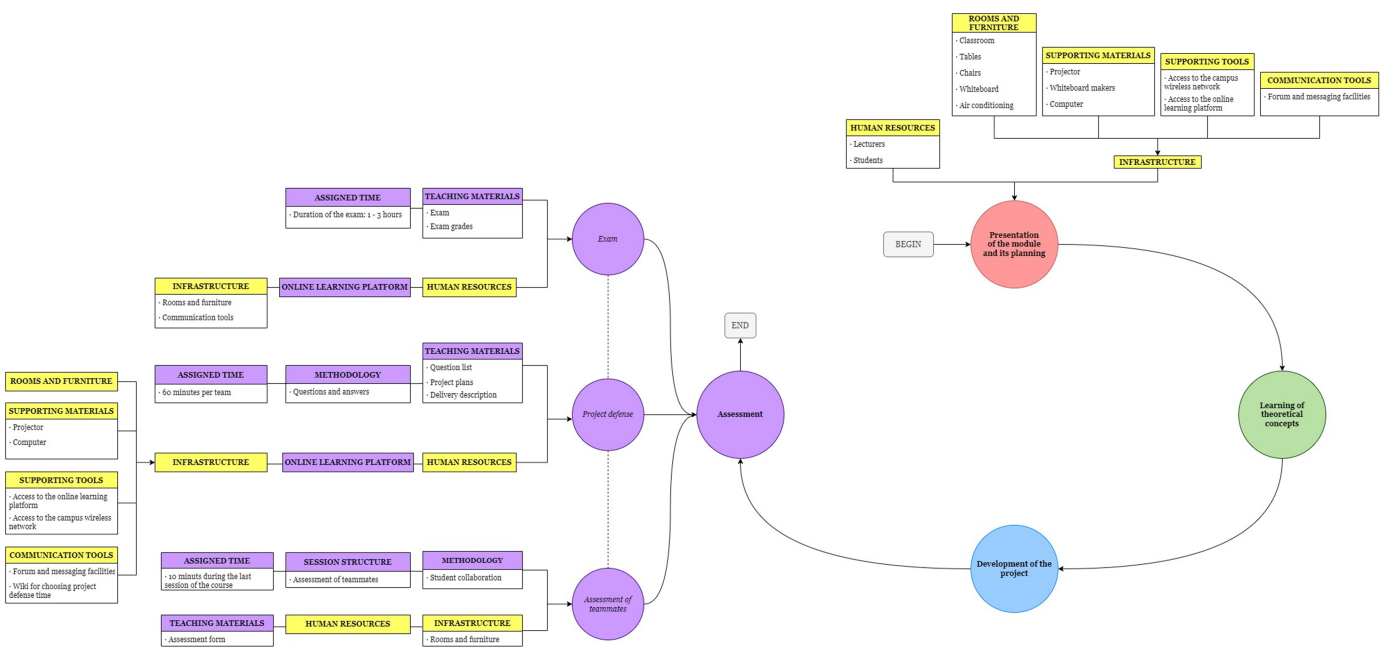 ROOMS AND
FURNITURE
· Classroom
· Tables
· Chairs
· Whiteboard
· Air conditioning
SUPPORTING MATERIALS
· Projector
· Whiteboard makers
· Computer
SUPPORTING TOOLS
· Access to the campus
wireless network
· Access to the online
learning platform
COMMUNICATION TOOLS
· Forum and messaging facilities
HUMAN RESOURCES
· Lecturers
· Students
INFRASTRUCTURE
BEGIN
Presentation
of the module
and its planning
Learning of
theoretical
concepts
Development of the
project
Assessment
END
ASSIGNED TIME
· Duration of the exam: 1 - 3 hours
TEACHING MATERIALS
· Exam
· Exam grades
Exam
INFRASTRUCTURE
· Rooms and furniture
· Communication tools
ONLINE LEARNING PLATFORM
HUMAN RESOURCES
ASSIGNED TIME
· 60 minutes per team
METHODOLOGY
· Questions and answers
TEACHING MATERIALS
· Question list
· Project plans
· Delivery description
Project defense
ROOMS AND FURNITURE
SUPPORTING MATERIALS
· Projector
· Computer
SUPPORTING TOOLS
· Access to the online learning
platform
· Access to the campus wireless
network
COMMUNICATION TOOLS
· Forum and messaging facilities
· Wiki for choosing project
defense time
INFRASTRUCTURE
ONLINE LEARNING PLATFORM
HUMAN RESOURCES
ASSIGNED TIME
· 10 minuts during the last
session of the course
SESSION STRUCTURE
· Assessment of teammates
METHODOLOGY
· Student collaboration
Assessment of
teammates
TEACHING MATERIALS
· Assessment form
HUMAN RESOURCES
INFRASTRUCTURE
· Rooms and furniture